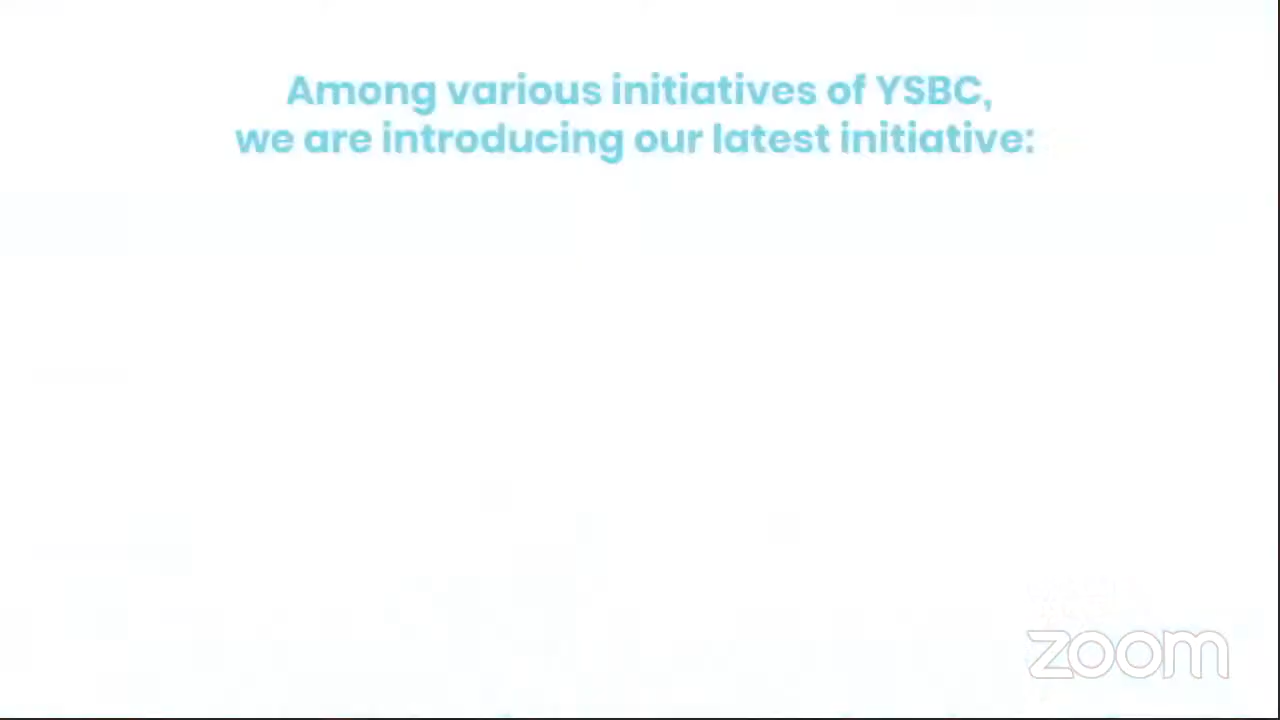 Among various initiatives of YSBC,
we are introducing our latest initiative:
zoom